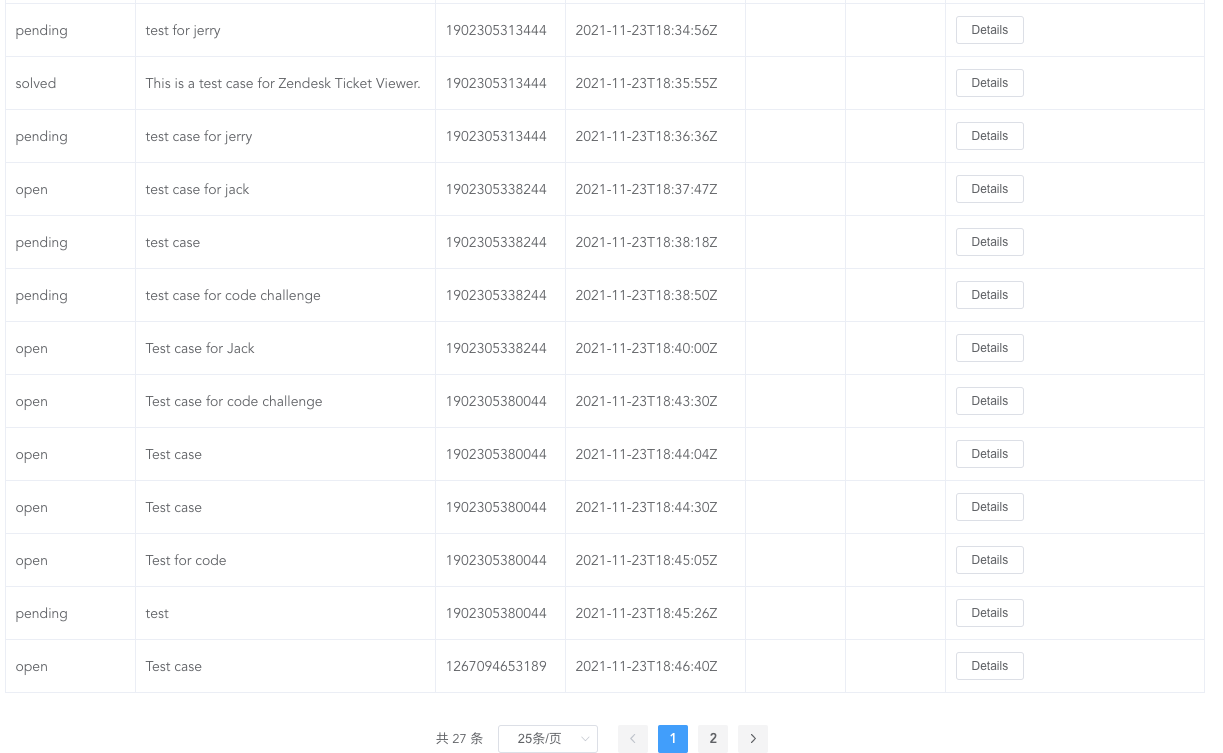 pending test for jerry 1902305313444 2021-11-23T18:34:56Z Details
solved This is a test case for Zendesk Ticket Viewer. 1902305313444 2021-11-23T18:35:55Z Details
pending test case for jerry 1902305313444 2021-11-23T18:36:36Z Details
open test case for jack 1902305338244 2021-11-23T18:37:47Z Details
pending test case 1902305338244 2021-11-23T18:38:18Z Details
pending test case for code challenge 1902305338244 2021-11-23T18:38:50Z Details
open Test case for Jack 1902305338244 2021-11-23T18:40:00Z Details
open Test case for code challenge 1902305380044 2021-11-23T18:43:30Z Details
open Test case 1902305380044 2021-11-23T18:44:04Z Details
open Test case 1902305380044 2021-11-23T18:44:30Z Details
open Test for code 1902305380044 2021-11-23T18:45:05Z Details
pending test 1902305380044 2021-11-23T18:45:26Z Details
open Test case 1267094653189 2021-11-23T18:46:40Z Details
共 27 条 25条/页 1 2